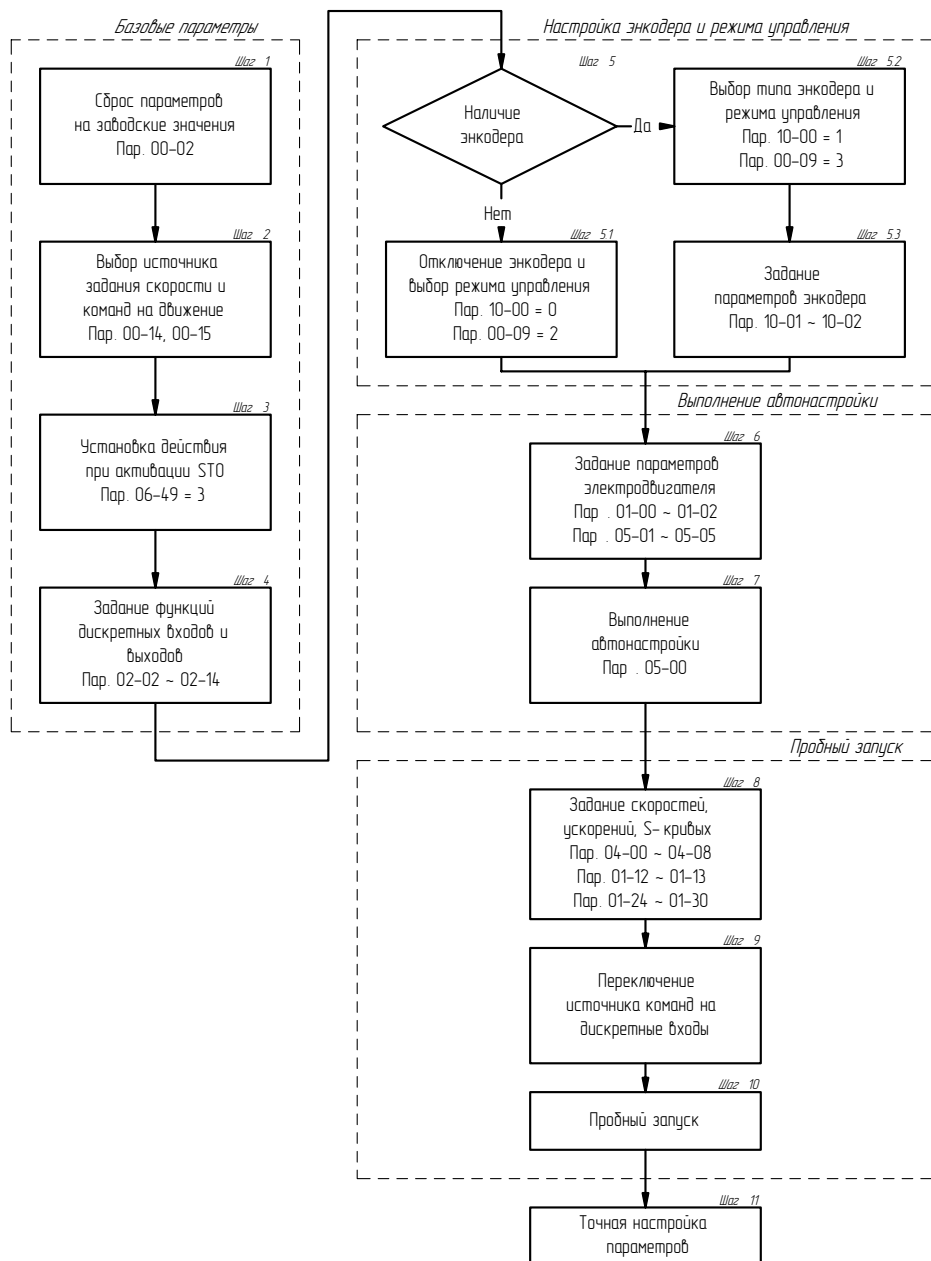 Базовые параметры
Шаг 1
Сброс параметров
на заводские значения
Пар. 00-02
Шаг 2
Выбор источника
задания скорости и
команд на движение
Пар. 00-14, 00-15
Шаг 3
Установка действия
при активации STO
Пар. 06-49 = 3
Шаг 4
Задание функций
дискретных входов и
выходов
Пар. 02-02 ~ 02-14
Настройка энкодера и режима управления
Шаг 5
Наличие
энкодера
Да
Нет
Шаг 5.1
Отключение энкодера и
выбор режима управления
Пар. 10-00 = 0
Пар. 00-09 = 2
Шаг 5.2
Выбор типа энкодера и
режима управления
Пар. 10-00 = 1
Пар. 00-09 = 3
Шаг 5.3
Задание
параметров энкодера
Пар. 10-01 ~ 10-02
Выполнение автонастройки
Шаг 6
Задание параметров
электродвигателя
Пар . 01-00 ~ 01-02
Пар . 05-01 ~ 05-05
Шаг 7
Выполнение
автонастройки
Пар . 05-00
Пробный запуск
Шаг 8
Задание скоростей,
ускорений, S- кривых
Пар. 04-00 ~ 04-08
Пар. 01-12 ~ 01-13
Пар. 01-24 ~ 01-30
Шаг 9
Переключение
источника команд на
дискретные входы
Шаг 10
Пробный запуск
Шаг 11
Точная настройка
параметров